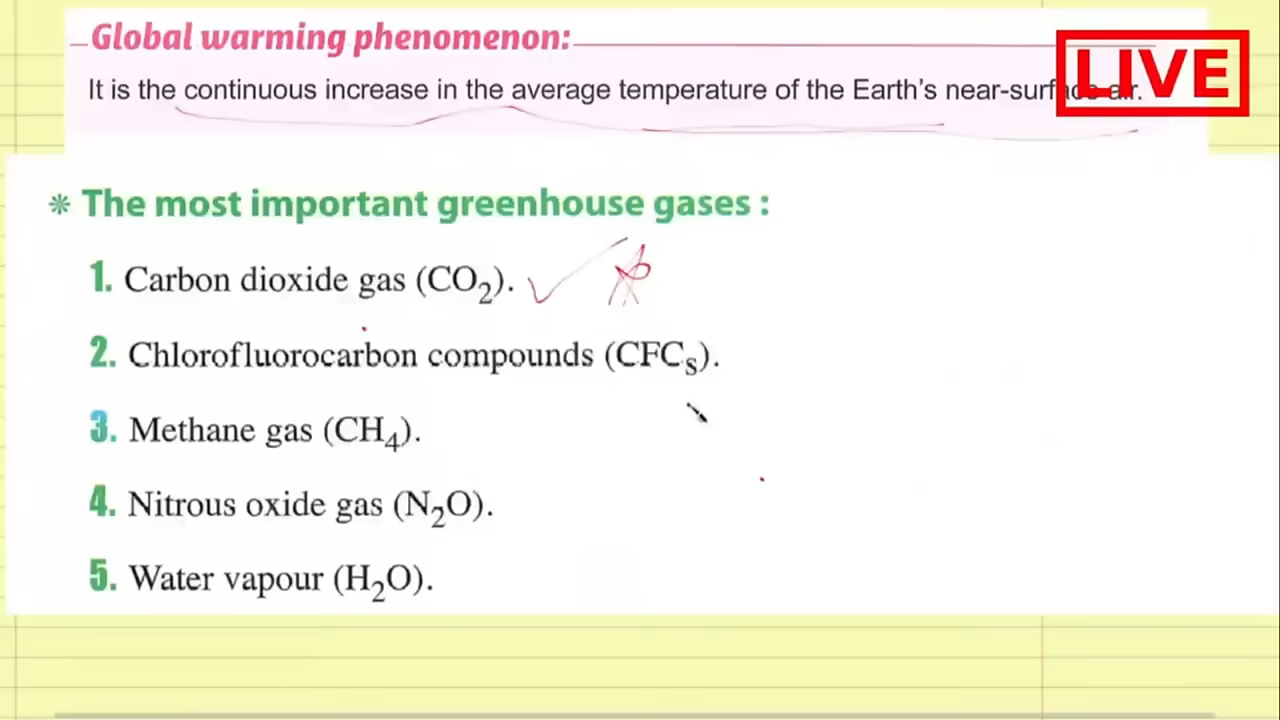 Global warming phenomenon:
LIVE
It is the continuous increase in the average temperature of the Earth's near-surface air.
* The most important greenhouse gases :
1. Carbon dioxide gas (CO₂).
2. Chlorofluorocarbon compounds (CFCₛ).
3. Methane gas (CH₄).
4. Nitrous oxide gas (N₂O).
5. Water vapour (H₂O).